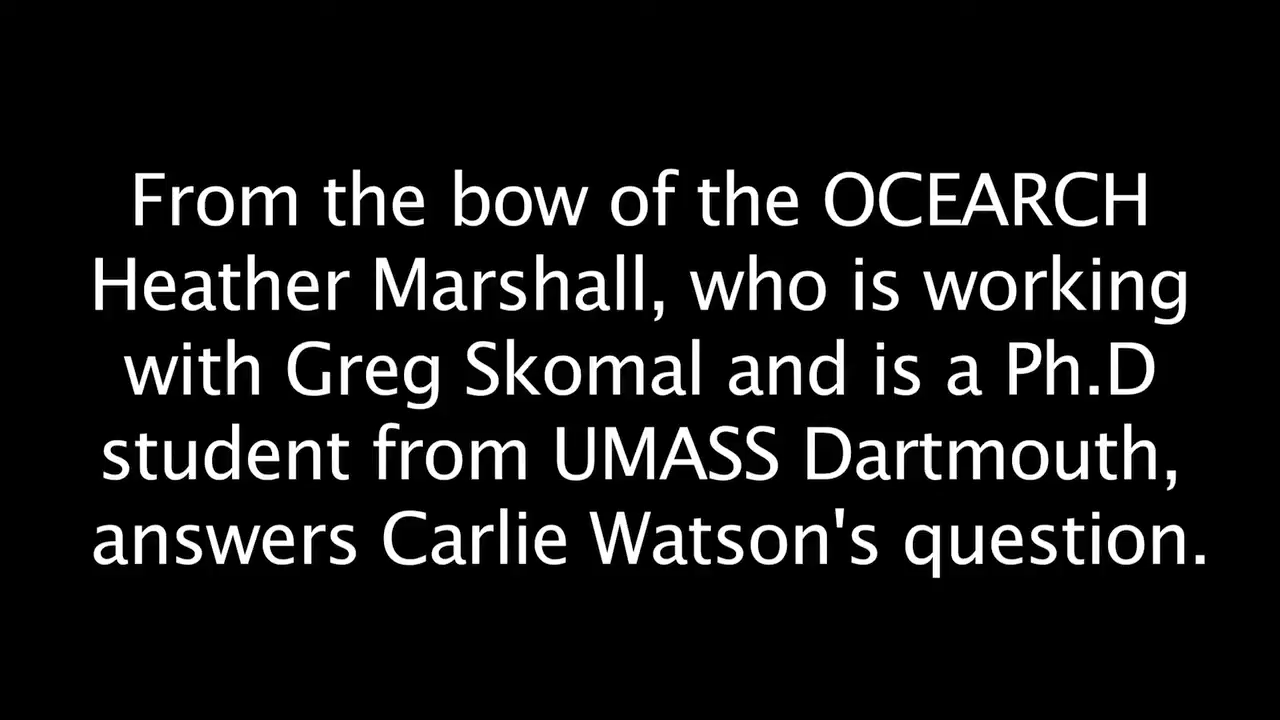 From the bow of the OCEARCH
Heather Marshall, who is working
with Greg Skomal and is a Ph.D
student from UMASS Dartmouth,
answers Carlie Watson's question.